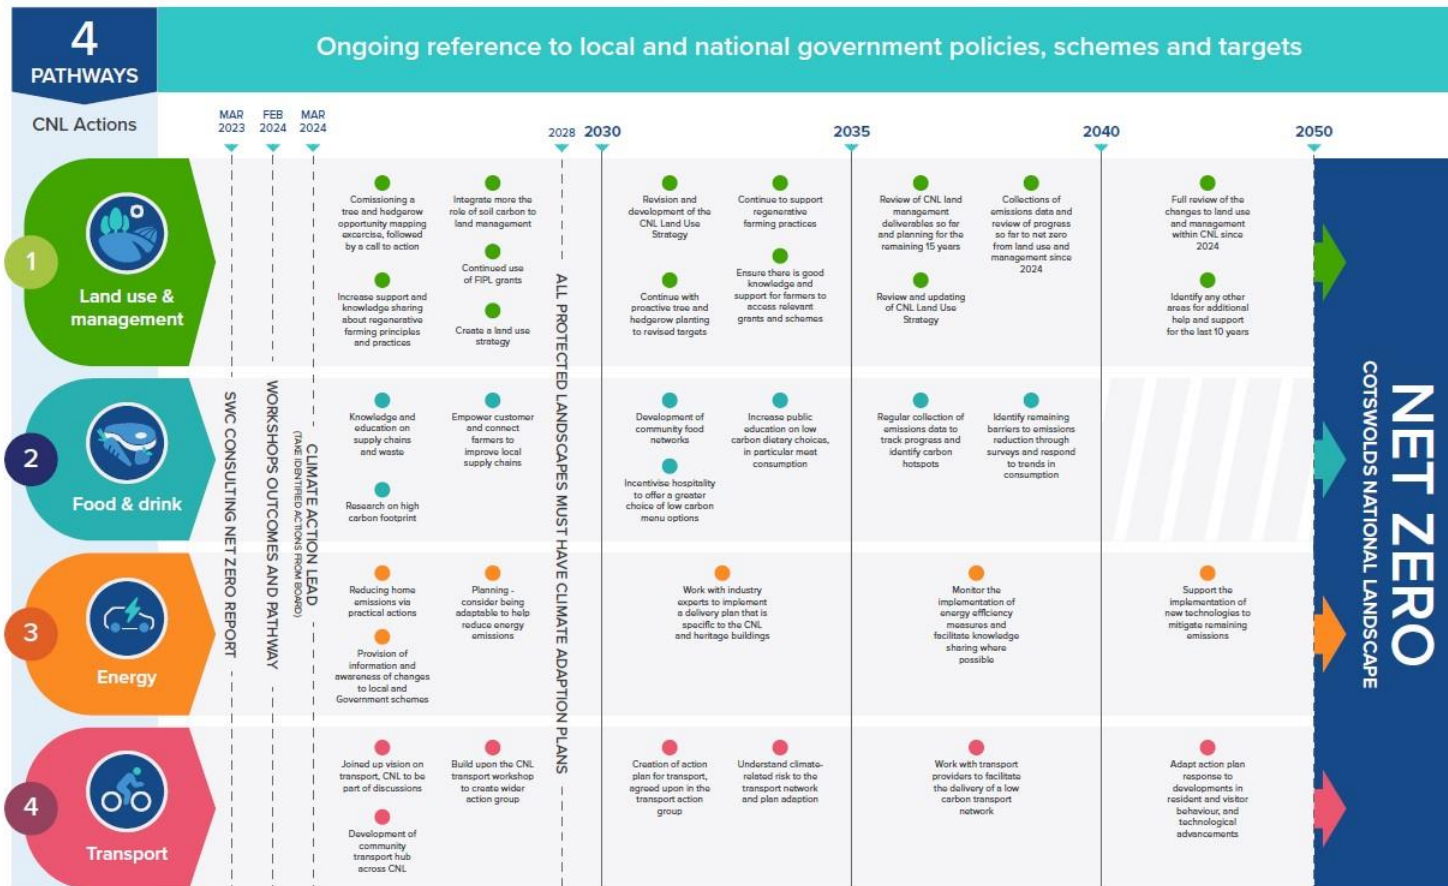 4
PATHWAYS
Ongoing reference to local and national government policies, schemes and targets
CNL Actions
MAR
2023
FEB
2024
MAR
2024
2028
2030
2035
2040
2050
1
Land use &
management
Comissioning a
tree and hedgerow
opportunity mapping
excercise, followed
by a call to action
Increase support and
knowledge sharing
about regenerative
farming principles
and practices
Integrate more the
role of soil carbon to
land management
Continued use
of FIPL grants
Create a land use
strategy
Revision and
development of the
CNL Land Use
Strategy
Continue with
proactive tree and
hedgerow planting
to revised targets
Continue to support
regenerative
farming practices
Ensure there is good
knowledge and
support for farmers to
access relevant
grants and schemes
Review of CNL land
management
deliverables so far
and planning for the
remaining 15 years
Review and updating
of CNL Land Use
Strategy
Collections of
emissions data and
review of progress
so far to net zero
from land use and
management since
2024
Full review of the
changes to land use
and management
within CNL since
2024
Identify any other
areas for additional
help and support
for the last 10 years
2
Food & drink
Knowledge and
education on
supply chains
and waste
Research on high
carbon footprint
Empower customer
and connect
farmers to
improve local
supply chains
Development of
community food
networks
Incentivise hospitality
to offer a greater
choice of low carbon
menu options
Increase public
education on low
carbon dietary choices,
in particular meat
consumption
Regular collection of
emissions data to
track progress and
identify carbon
hotspots
Identify remaining
barriers to emissions
reduction through
surveys and respond
to trends in
consumption
3
Energy
Reducing home
emissions via
practical actions
Provision of
information and
awareness of changes
to local and
Government schemes
Planning -
consider being
adaptable to help
reduce energy
emissions
Work with industry
experts to implement
a delivery plan that is
specific to the CNL
and heritage buildings
Monitor the
implementation of
energy efficiency
measures and
facilitate knowledge
sharing where
possible
Support the
implementation of
new technologies to
mitigate remaining
emissions
4
Transport
Joined up vision on
transport, CNL to be
part of discussions
Development of
community
transport hub
across CNL
Build upon the CNL
transport workshop
to create wider
action group
Creation of action
plan for transport,
agreed upon in the
transport action
group
Understand climate-
related risk to the
transport network
and plan adaption
Work with transport
providers to facilitate
the delivery of a low
carbon transport
network
Adapt action plan
response to
developments in
resident and visitor
behaviour, and
technological
advancements
SWC CONSULTING NET ZERO REPORT
WORKSHOPS OUTCOMES AND PATHWAY
CLIMATE ACTION LEAD
(TAKE IDENTIFIED ACTIONS FROM BOARD)
ALL PROTECTED LANDSCAPES MUST HAVE CLIMATE ADAPTION PLANS
NET ZERO
COTSWOLDS NATIONAL LANDSCAPE